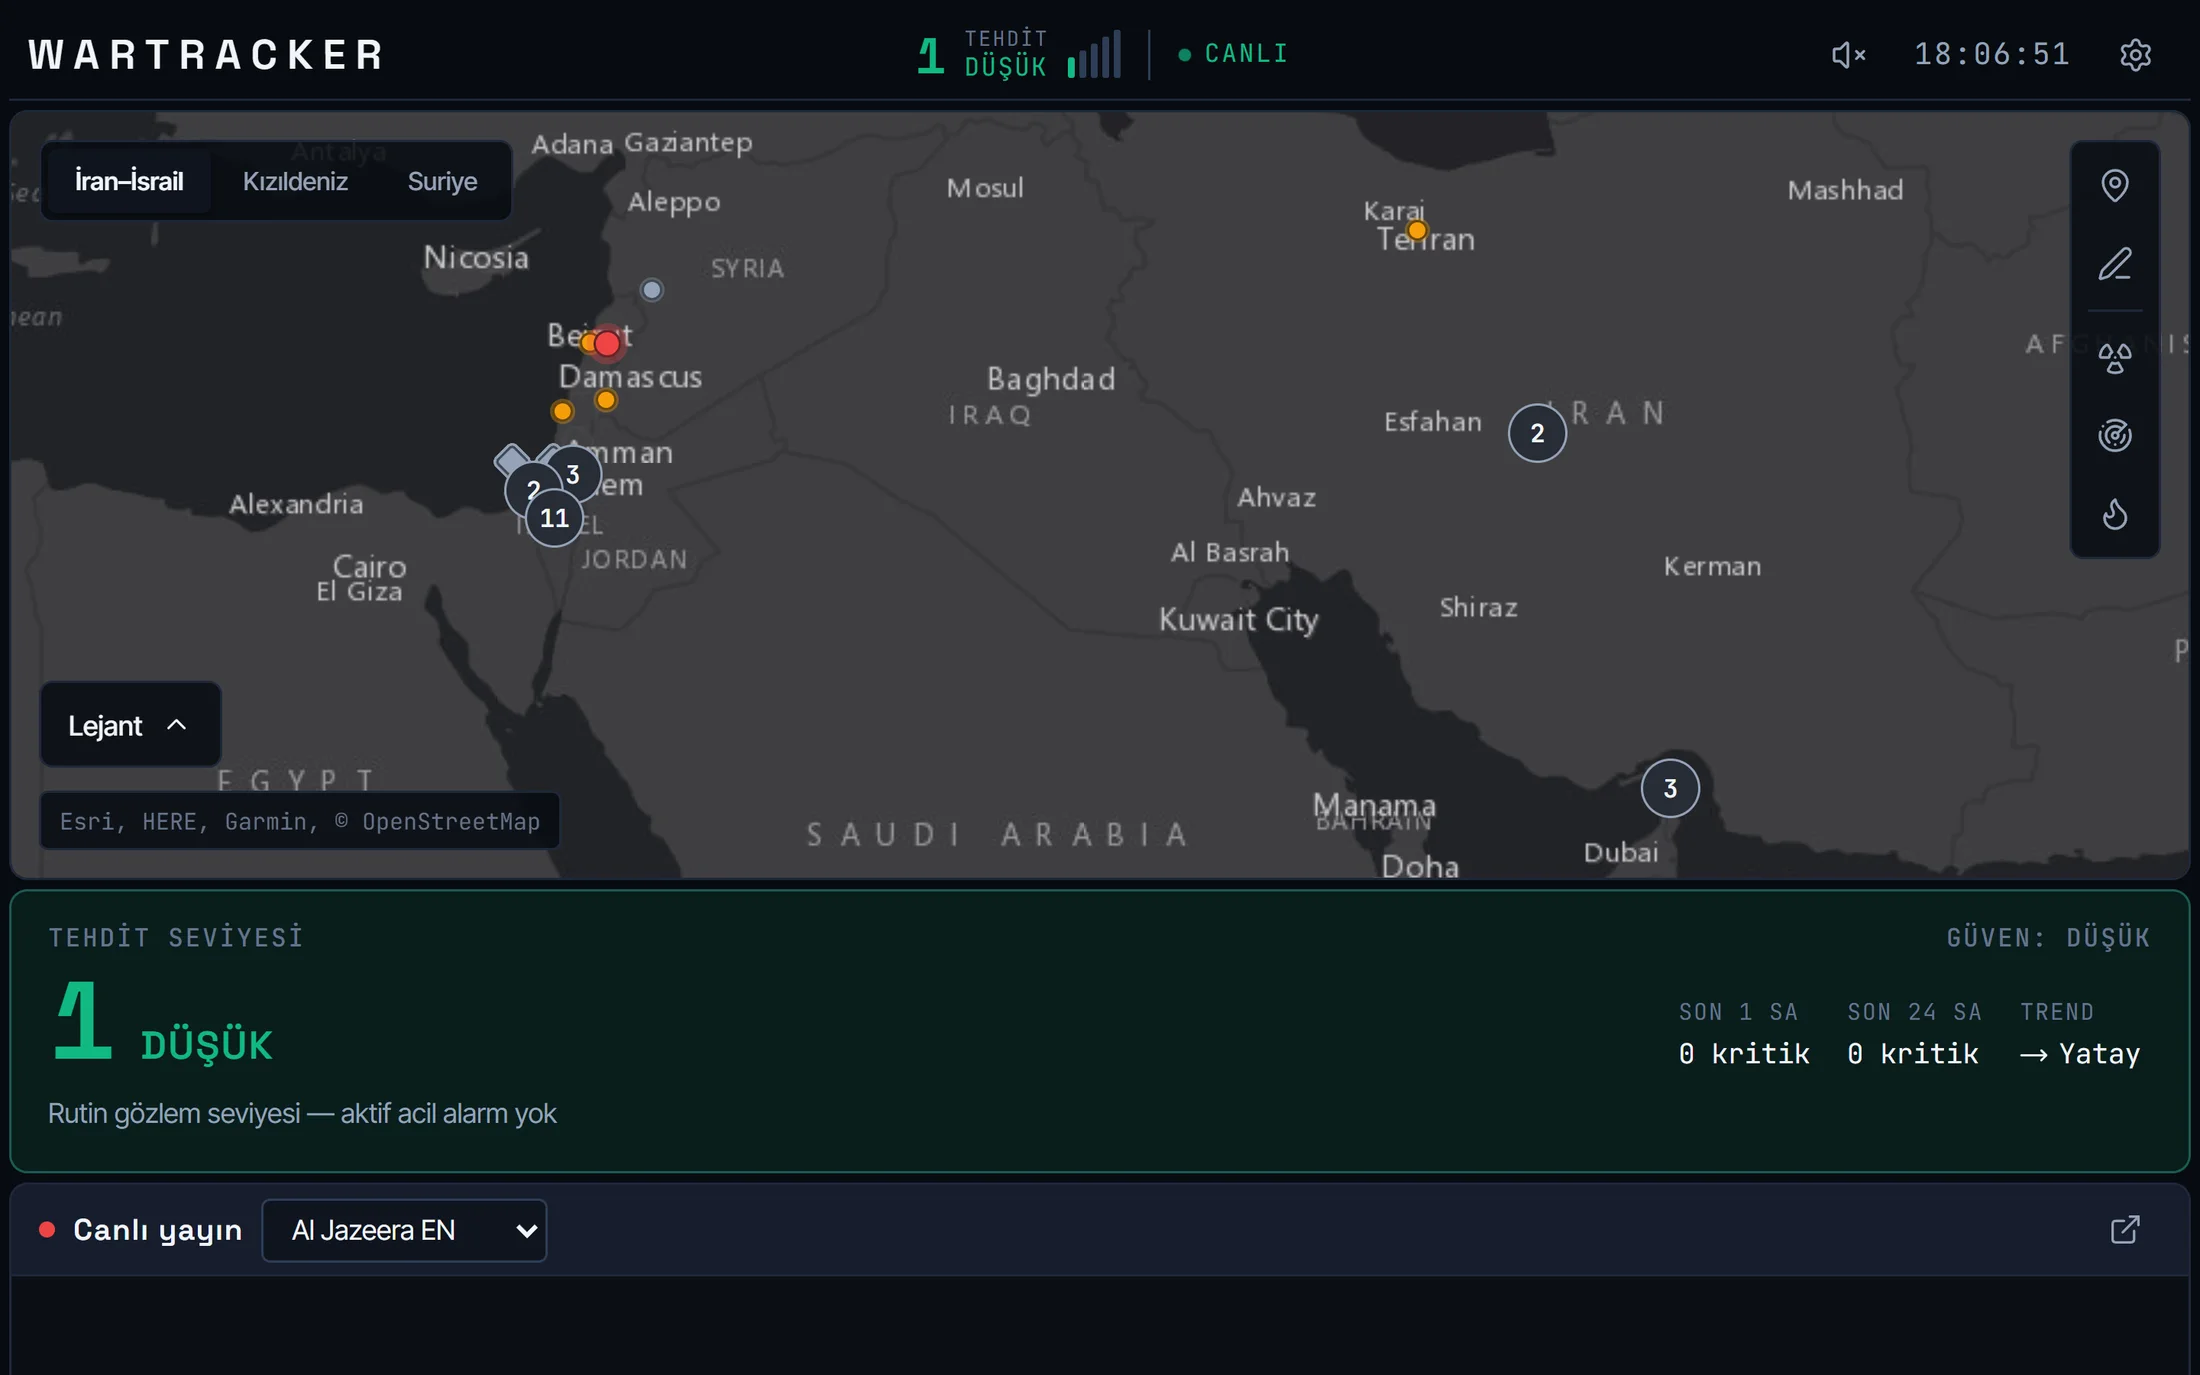 WARTRACKER
1 TEHDİT
DÜŞÜK
CANLI
18:06:51
Antalya
İran–İsrail Kızıldeniz Suriye
Adana Gaziantep
Aleppo
Mosul
Karaj
Tehran
Mashhad
Nicosia
SYRIA
Beirut
Damascus
Baghdad
IRAQ
Esfahan
2
IRAN
Amman
3
2
11
JORDAN
Alexandria
Cairo
El Giza
Ahvaz
Al Basrah
Kuwait City
Shiraz
Kerman
Lejant
EGYPT
Esri, HERE, Garmin, © OpenStreetMap
SAUDI ARABIA
Manama
BAHRAIN
Doha
Dubai
3
TEHDİT SEVİYESİ
GÜVEN: DÜŞÜK
1 DÜŞÜK
SON 1 SA SON 24 SA TREND
0 kritik 0 kritik → Yatay
Rutin gözlem seviyesi — aktif acil alarm yok
Canlı yayın Al Jazeera EN